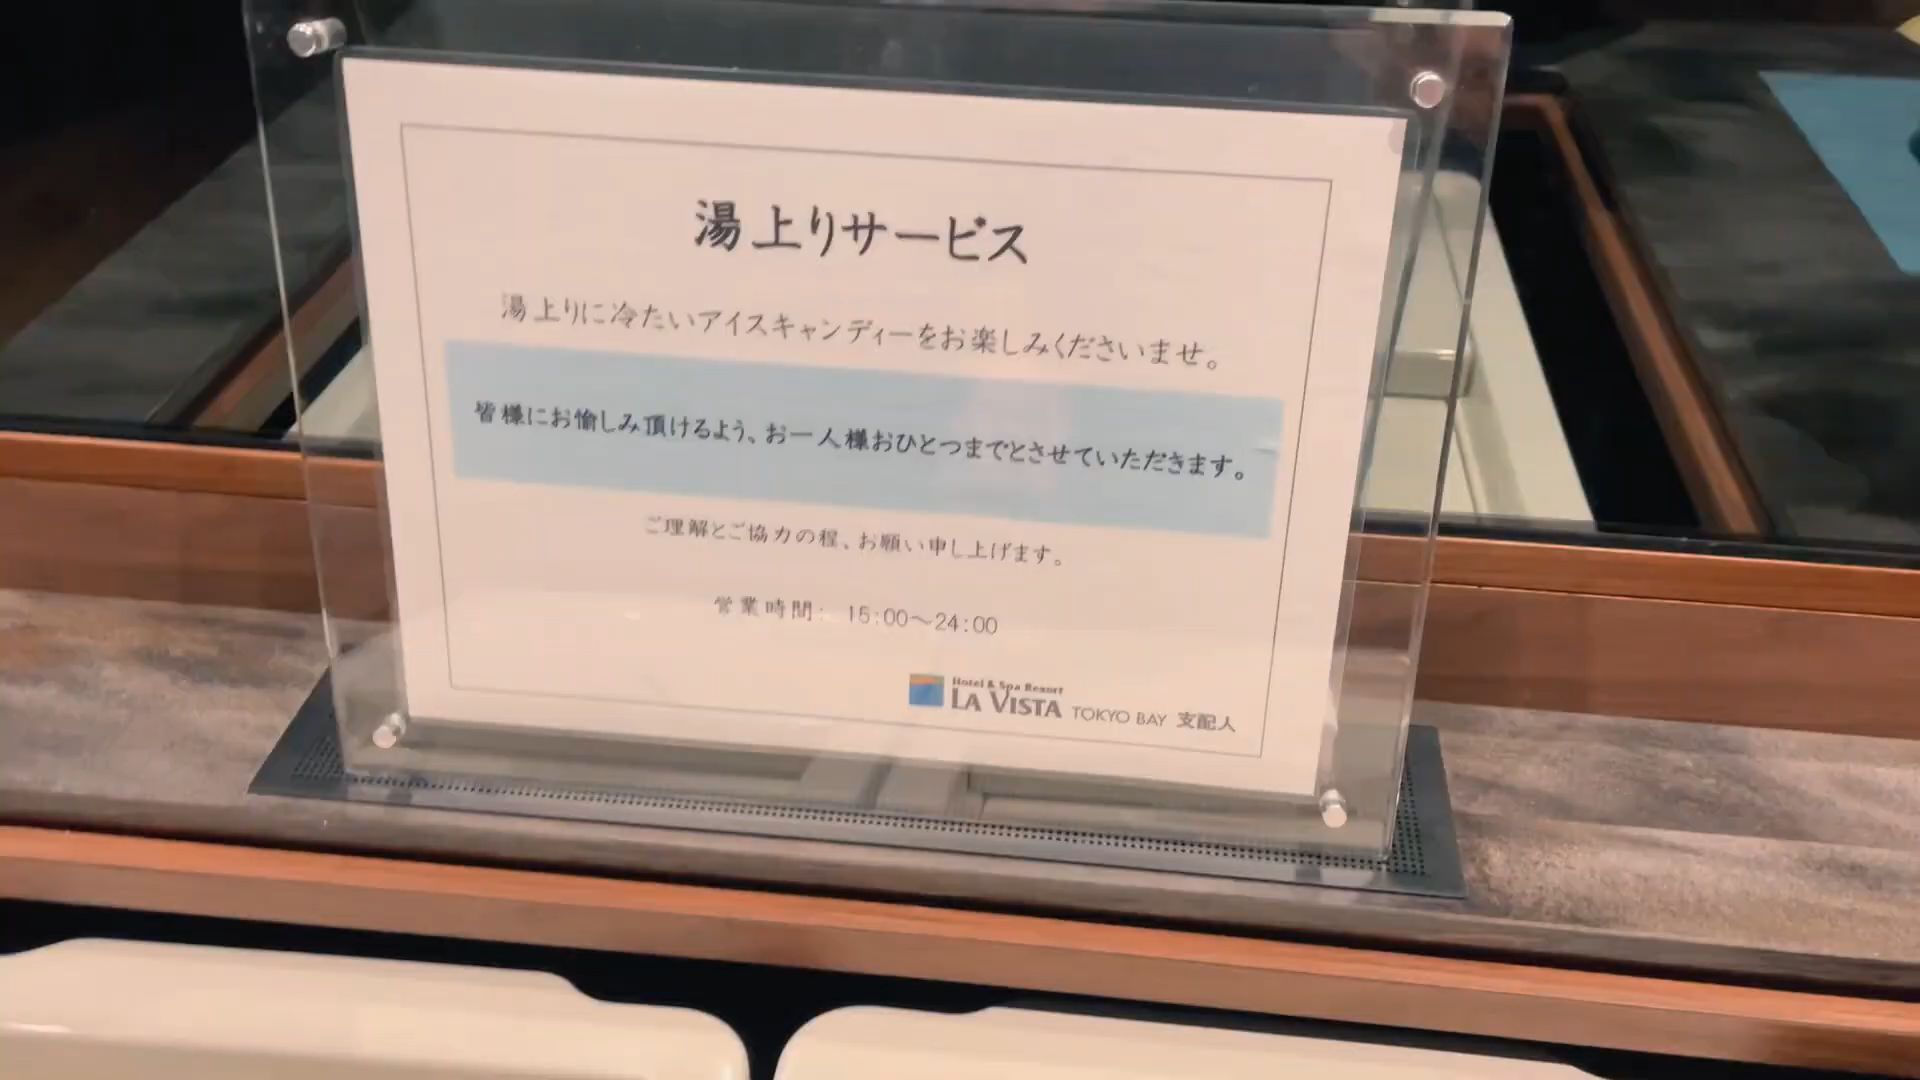 湯上りサービス
湯上りに冷たいアイスキャンディーをお楽しみくださいませ。
皆様にお愉しみ頂けるよう、お一人様おひとつまでとさせていただきます。
ご理解とご協力の程、お願い申し上げます。
営業時間: 15:00～24:00
Hotel & Spa Resort
LA VISTA TOKYO BAY 支配人